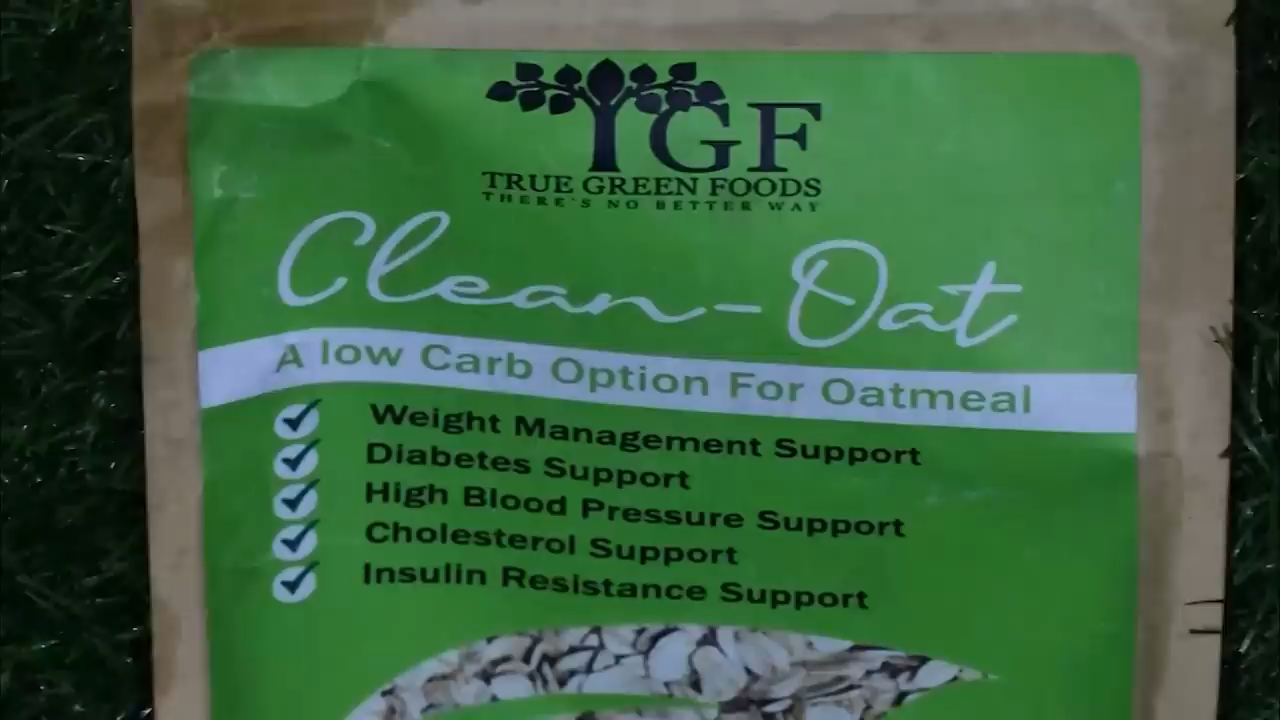 TGF
TRUE GREEN FOODS
THERE'S NO BETTER WAY
Clean-Oat
A low Carb Option For Oatmeal
Weight Management Support
Diabetes Support
High Blood Pressure Support
Cholesterol Support
Insulin Resistance Support